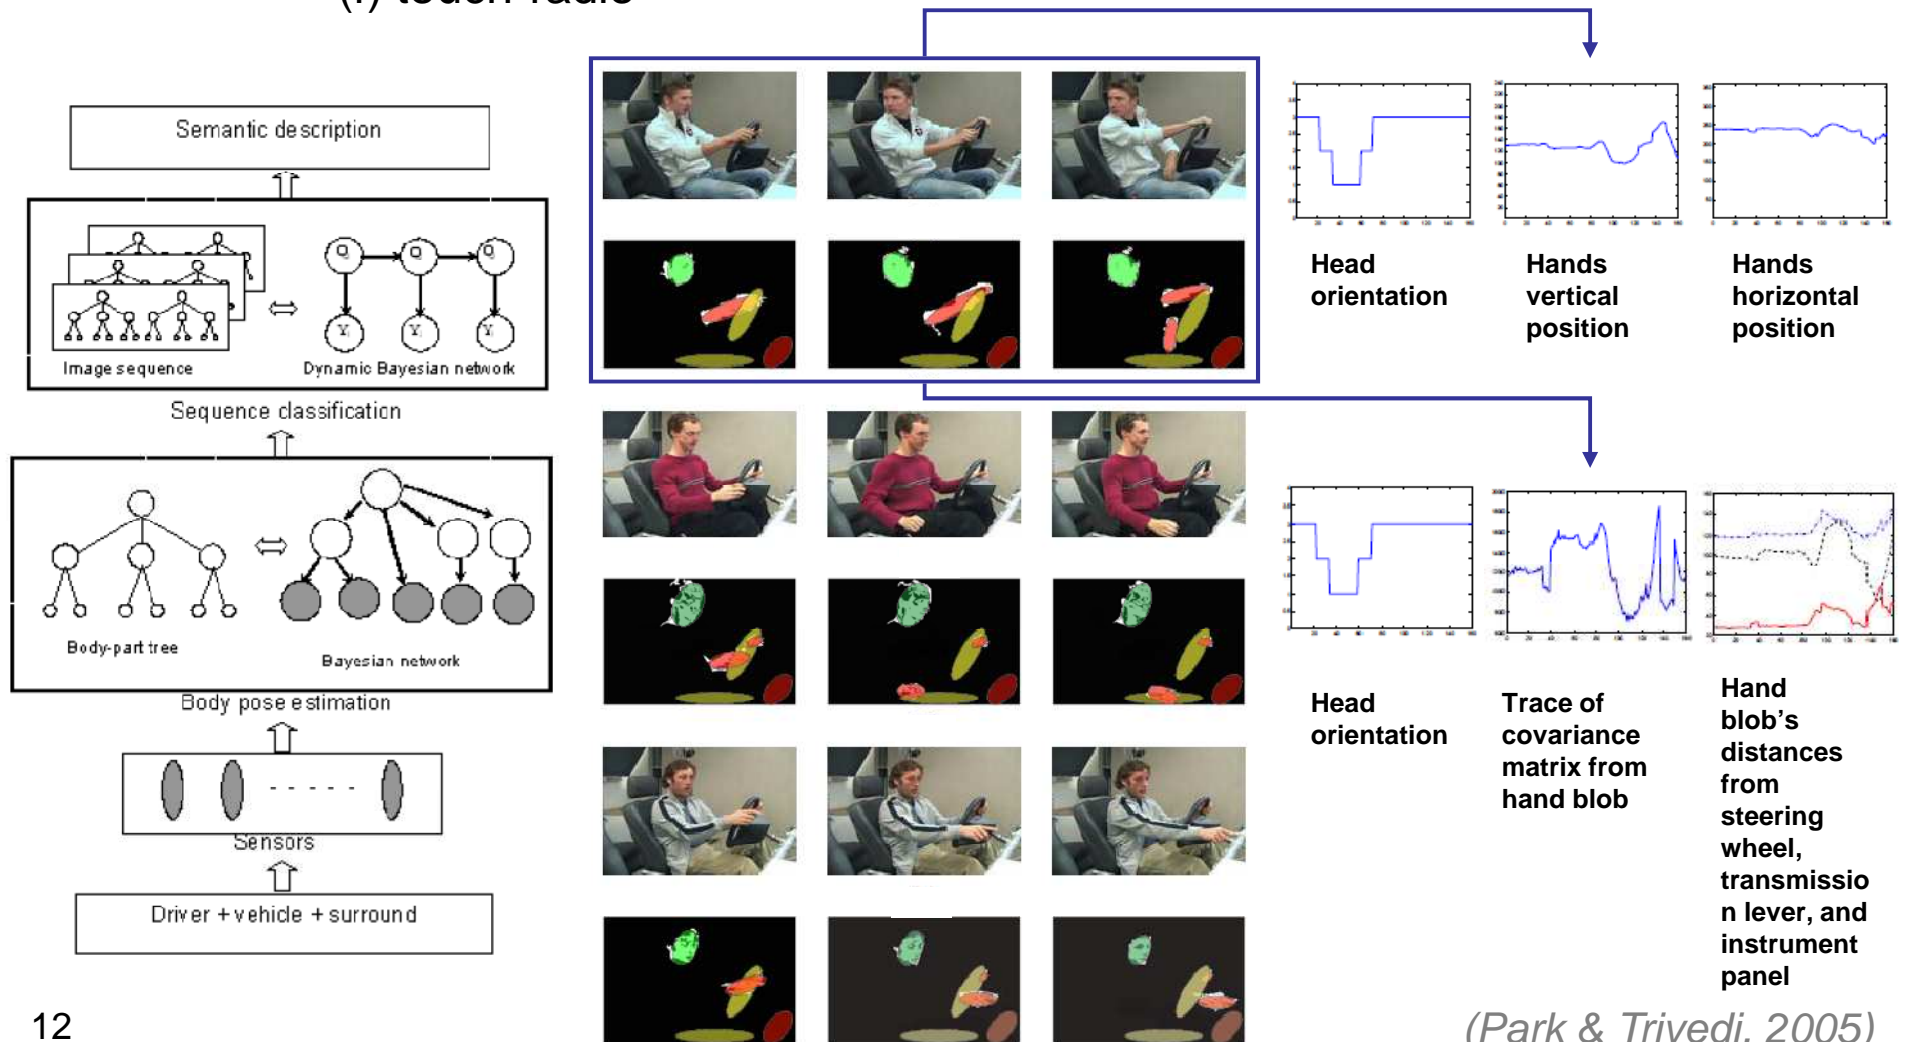 (i) touch radio
Semantic description
Q Q Q
Y Y Y
Image sequence
Dynamic Bayesian network
Sequence classification
Body-part tree
Bayesian network
Body pose estimation
Sensors
Driver + vehicle + surround
Head
orientation
Hands
vertical
position
Hands
horizontal
position
Head
orientation
Trace of
covariance
matrix from
hand blob
Hand
blob’s
distances
from
steering
wheel,
transmissio
n lever, and
instrument
panel
12
(Park & Trivedi, 2005)